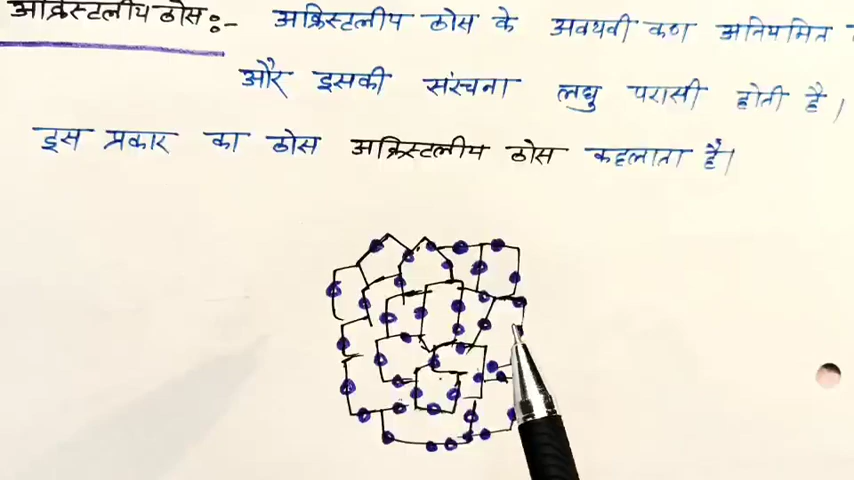 अक्रिस्टलीय ठोस:- अक्रिस्टलीय ठोस के अवयवी कण अनियमित
और इसकी संरचना लघु परासी होती है।
इस प्रकार का ठोस अक्रिस्टलीय ठोस कहलाता है।